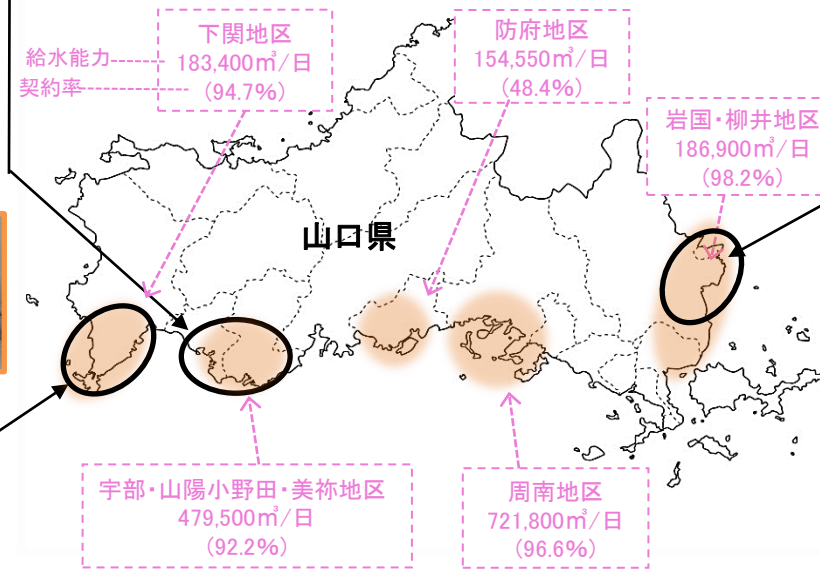 給水能力
契約率
下関地区
183,400㎥/日
(94.7%)
防府地区
154,550㎥/日
(48.4%)
岩国・柳井地区
186,900㎥/日
(98.2%)
山口県
宇部・山陽小野田・美祢地区
479,500㎥/日
(92.2%)
周南地区
721,800㎥/日
(96.6%)